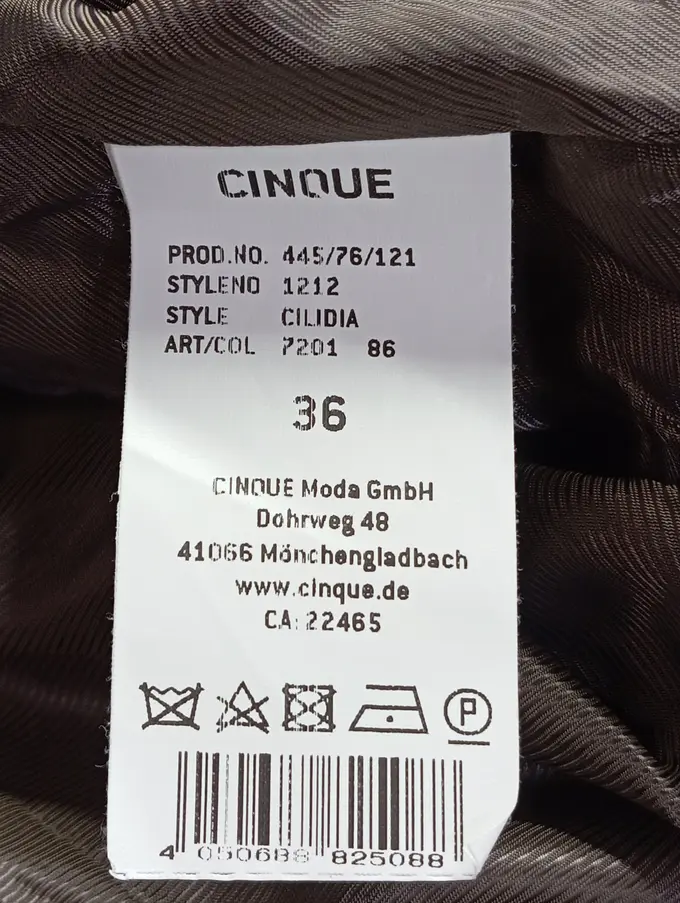 CINQUE
PROD.NO. 445/76/121
STYLENO 1212
STYLE CILIDIA
ART/COL 7201 86
36
CINQUE Moda GmbH
Dohrweg 48
41066 Mönchengladbach
www.cinque.de
CA: 22465
P
4 050688 825088